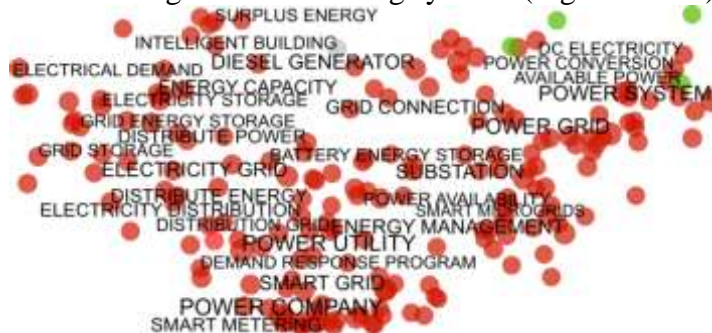 SURPLUS ENERGY
INTELLIGENT BUILDING
DC ELECTRICITY
DIESEL GENERATOR
POWER CONVERSION
ELECTRICAL DEMAND
AVAILABLE POWER
ENERGY CAPACITY
POWER SYSTEM
ELECTRICITY STORAGE
GRID CONNECTION
GRID ENERGY STORAGE
POWER GRID
DISTRIBUTE POWER
GRID STORAGE
BATTERY ENERGY STORAGE
ELECTRICITY GRID
SUBSTATION
DISTRIBUTE ENERGY
POWER AVAILABILITY
ELECTRICITY DISTRIBUTION
SMART MICROGRIDS
DISTRIBUTION GRID
ENERGY MANAGEMENT
POWER UTILITY
DEMAND RESPONSE PROGRAM
SMART GRID
POWER COMPANY
SMART METERING